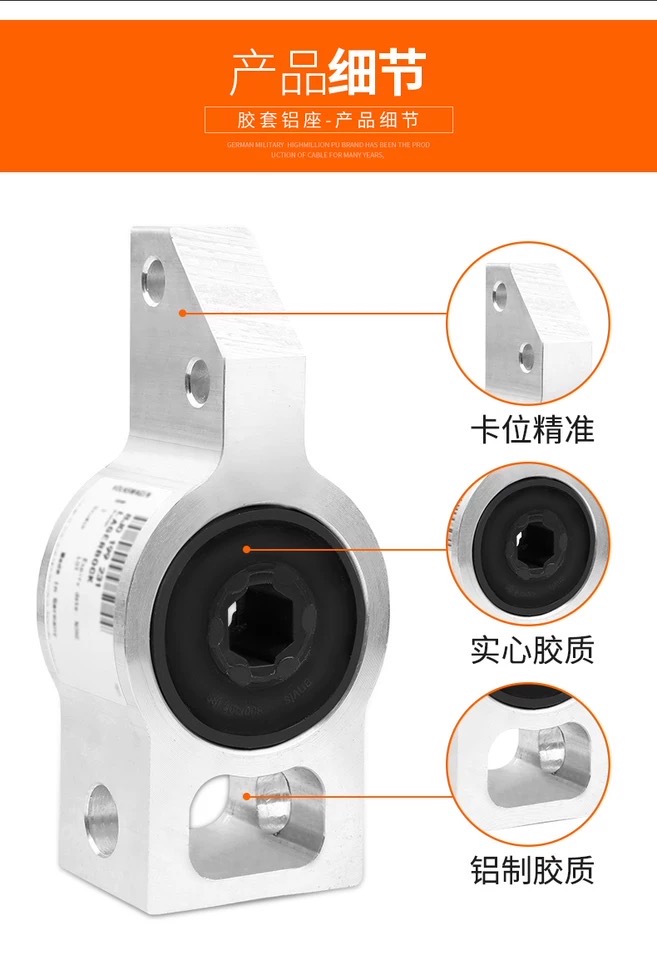 产品细节
胶套铝座-产品细节
GERMAN MILITARY HIGHMILLION PU BRAND HAS BEEN THE PROD
UCTION OF CABLE FOR MANY YEARS,
卡位精准
实心胶质
铝制胶质